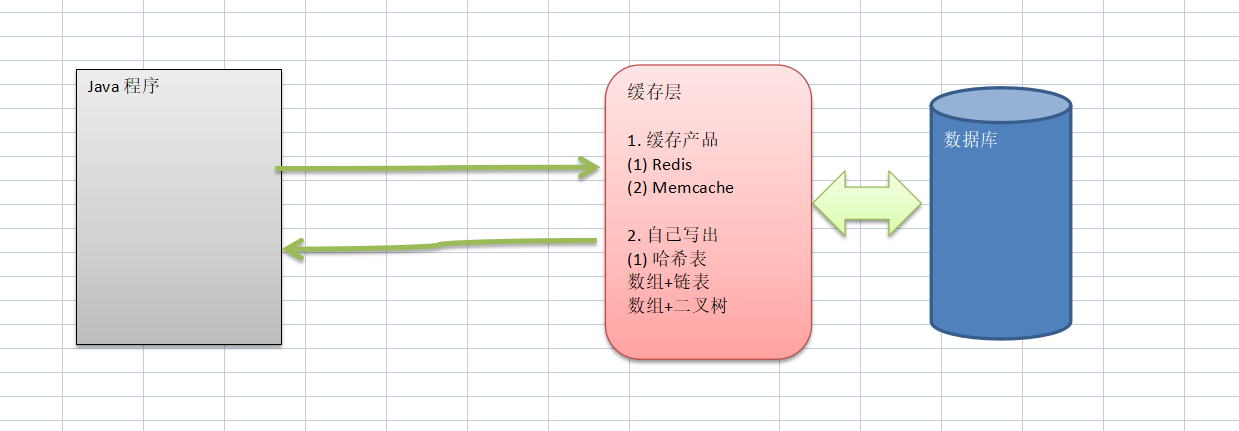 Java 程序
缓存层
1. 缓存产品
(1) Redis
(2) Memcache
2. 自己写出
(1) 哈希表
数组+链表
数组+二叉树
数据库